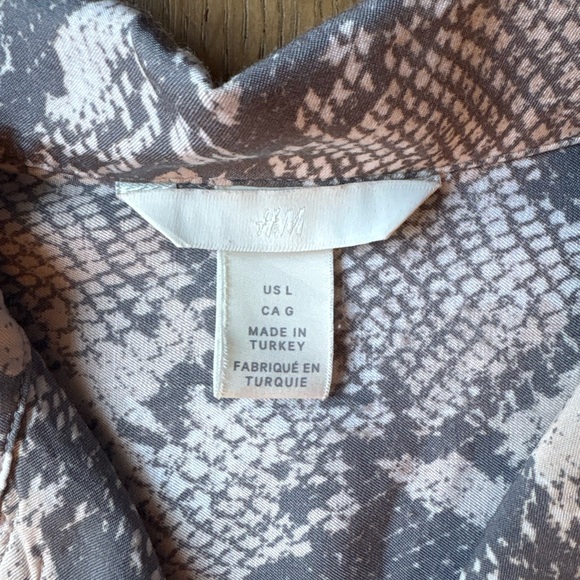 H&M
US L
CA G
MADE IN
TURKEY
FABRIQUÉ EN
TURQUIE